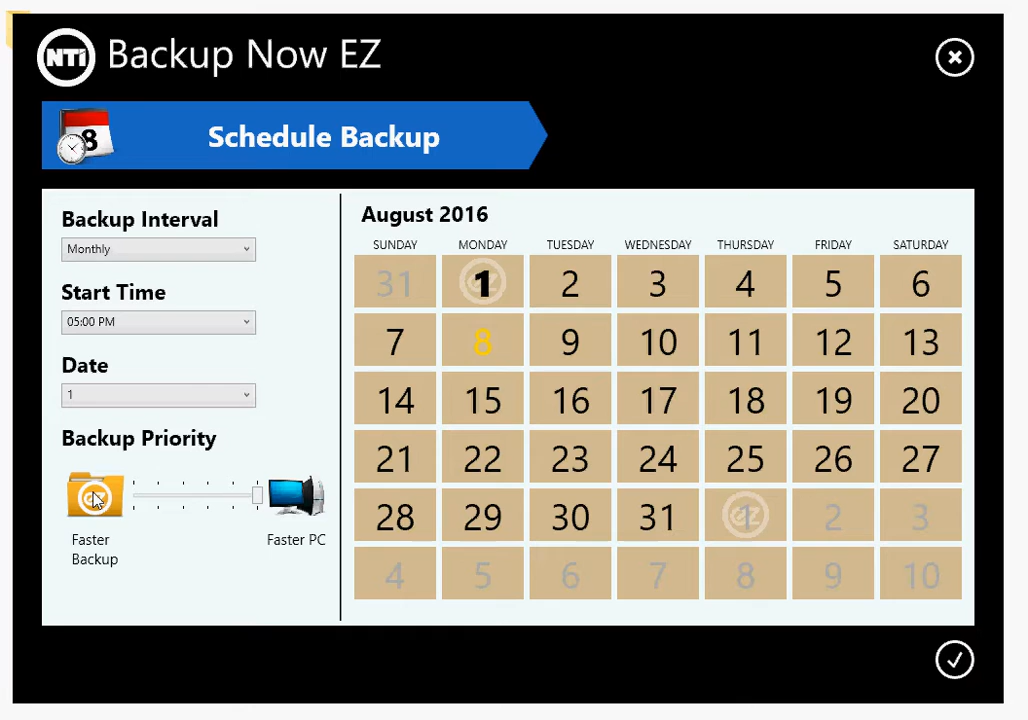 NTi Backup Now EZ
8 Schedule Backup
Backup Interval
Monthly
Start Time
05:00 PM
Date
1
Backup Priority
EZ
Faster Backup
Faster PC
August 2016
SUNDAY MONDAY TUESDAY WEDNESDAY THURSDAY FRIDAY SATURDAY
31 1 2 3 4 5 6
7 8 9 10 11 12 13
14 15 16 17 18 19 20
21 22 23 24 25 26 27
28 29 30 31 1 2 3
4 5 6 7 8 9 10